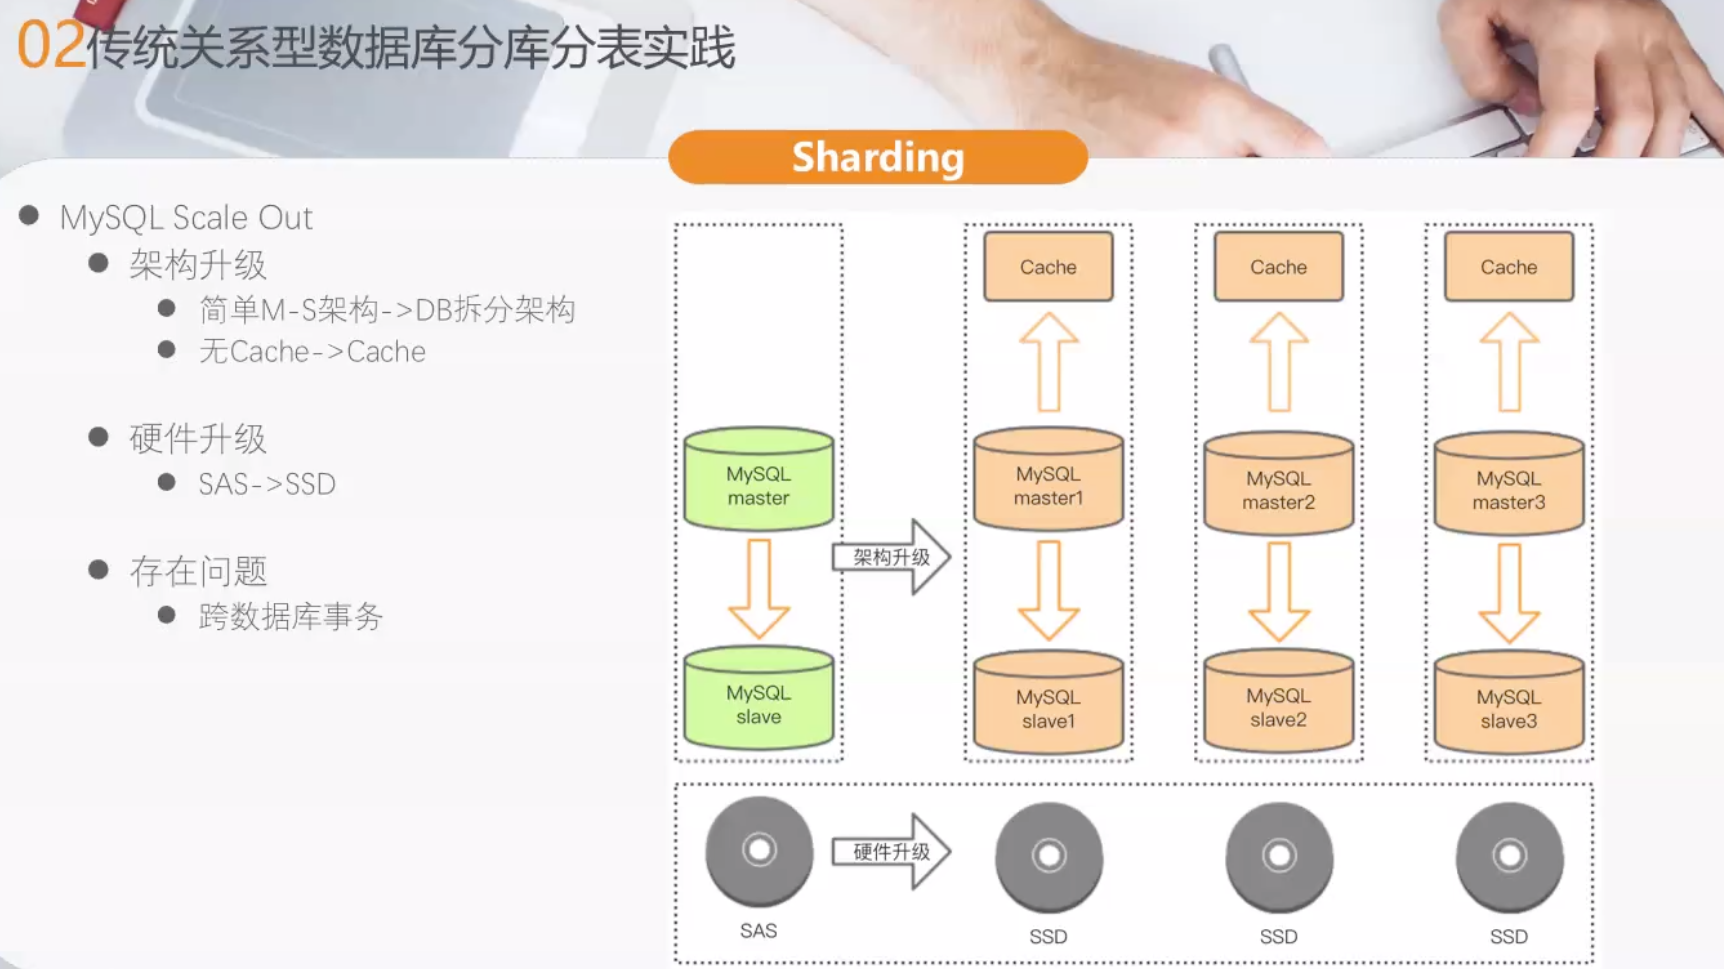 02传统关系型数据库分库分表实践
Sharding
MySQL Scale Out
架构升级
简单M-S架构->DB拆分架构
无Cache->Cache
硬件升级
SAS->SSD
存在问题
跨数据库事务
Cache
Cache
Cache
MySQL
master
MySQL
master1
MySQL
master2
MySQL
master3
架构升级
MySQL
slave
MySQL
slave1
MySQL
slave2
MySQL
slave3
硬件升级
SAS
SSD
SSD
SSD